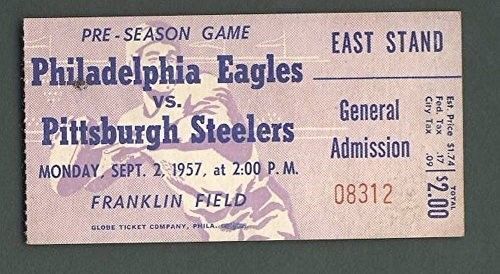 PRE-SEASON GAME
Philadelphia Eagles
vs.
Pittsburgh Steelers
MONDAY, SEPT. 2, 1957, at 2:00 P. M.
FRANKLIN FIELD
GLOBE TICKET COMPANY, PHILA.
EAST STAND
General
Admission
08312
Est. Price $1.74
Fed. Tax .17
City Tax .09
TOTAL
$2.00